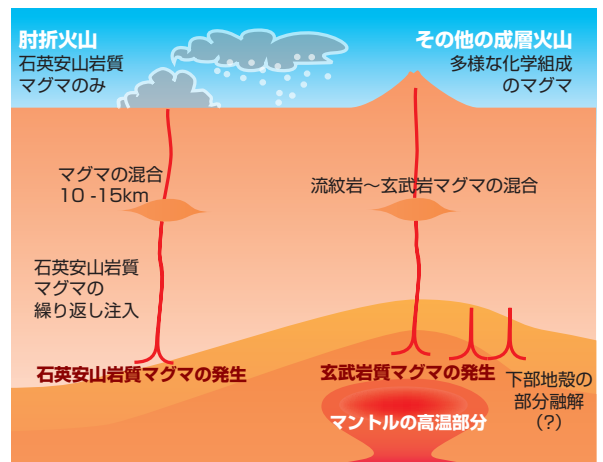 肘折火山
石英安山岩質
マグマのみ
その他の成層火山
多様な化学組成
のマグマ
マグマの混合
10 -15km
流紋岩～玄武岩マグマの混合
石英安山岩質
マグマの
繰り返し注入
石英安山岩質マグマの発生
玄武岩質マグマの発生
下部地殻の
部分融解
（?）
マントルの高温部分